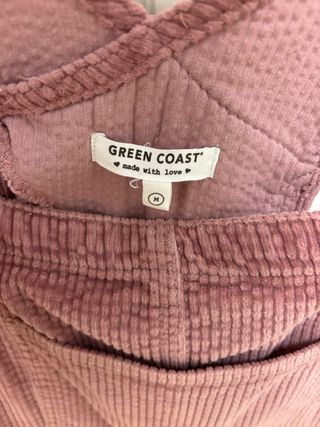 GREEN COAST®
♥ made with love ♥
M